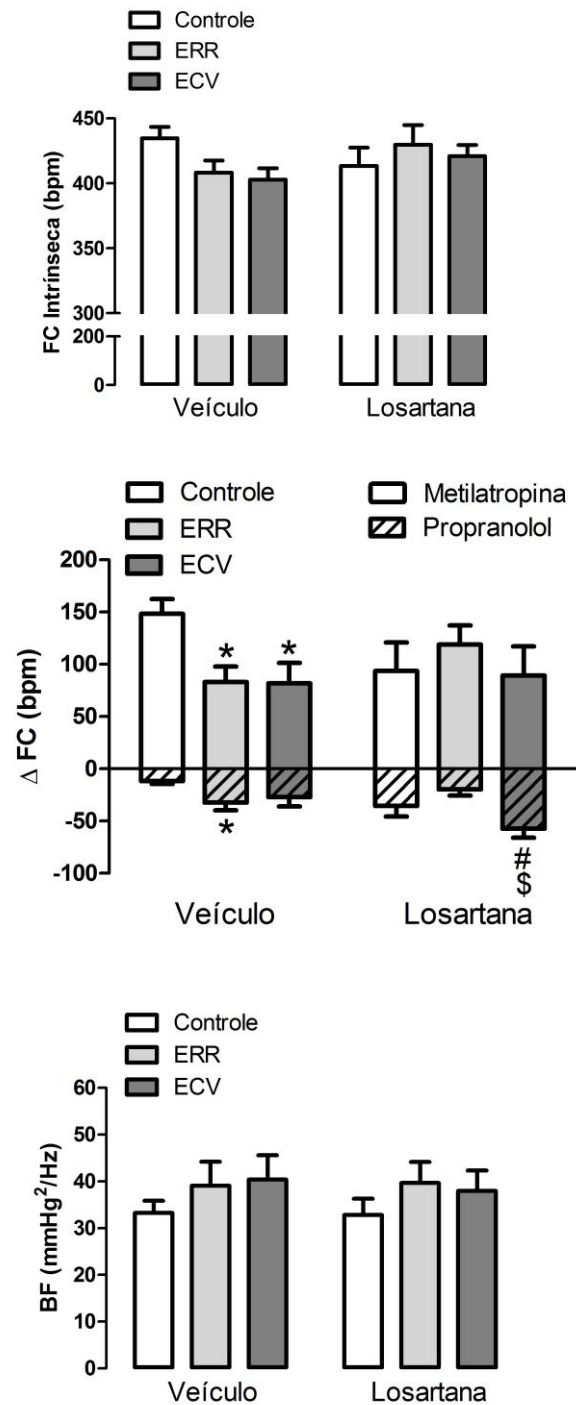 Controle
ERR
ECV
FC Intrínseca (bpm)
450
400
350
300
200
0
Veículo Losartana
Controle Metilatropina
ERR Propranolol
ECV
Δ FC (bpm)
200
150
100
50
0
-50
-100
* *
*
#
$
Veículo Losartana
Controle
ERR
ECV
BF (mmHg²/Hz)
60
50
40
30
20
10
0
Veículo Losartana